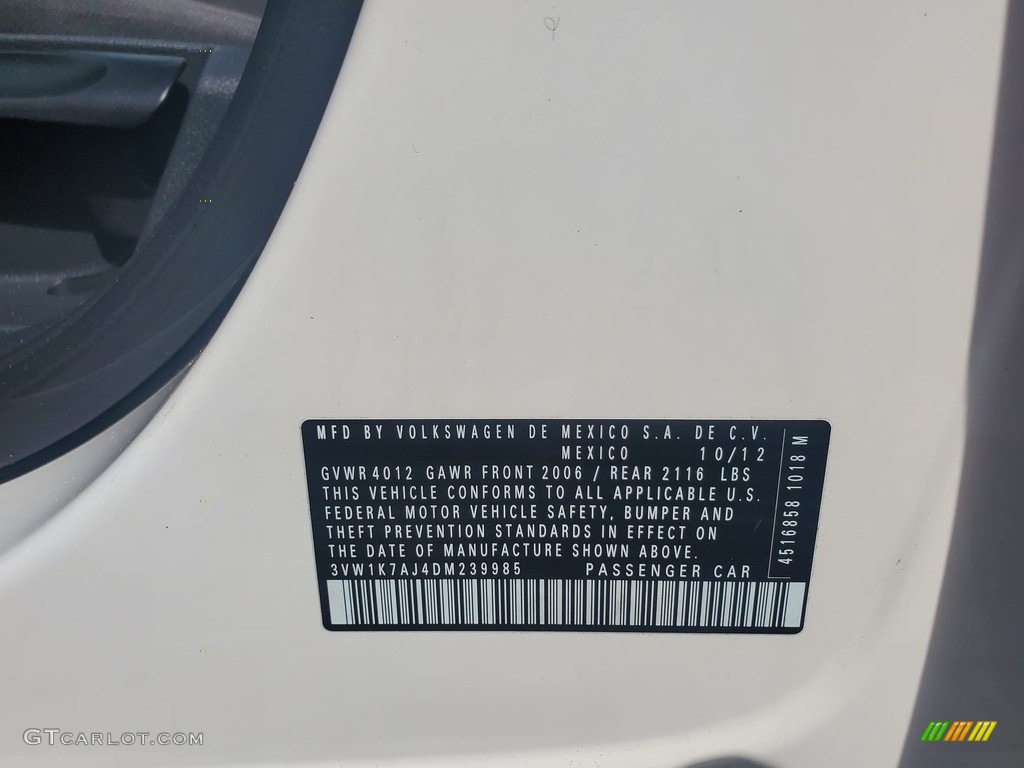 MFD BY VOLKSWAGEN DE MEXICO S.A. DE C.V.
MEXICO 10/12
GVWR 4012 GAWR FRONT 2006 / REAR 2116 LBS
THIS VEHICLE CONFORMS TO ALL APPLICABLE U.S.
FEDERAL MOTOR VEHICLE SAFETY, BUMPER AND
THEFT PREVENTION STANDARDS IN EFFECT ON
THE DATE OF MANUFACTURE SHOWN ABOVE.
3VW1K7AJ4DM239985 PASSENGER CAR
4516858 1018 M
GTCARLOT.COM